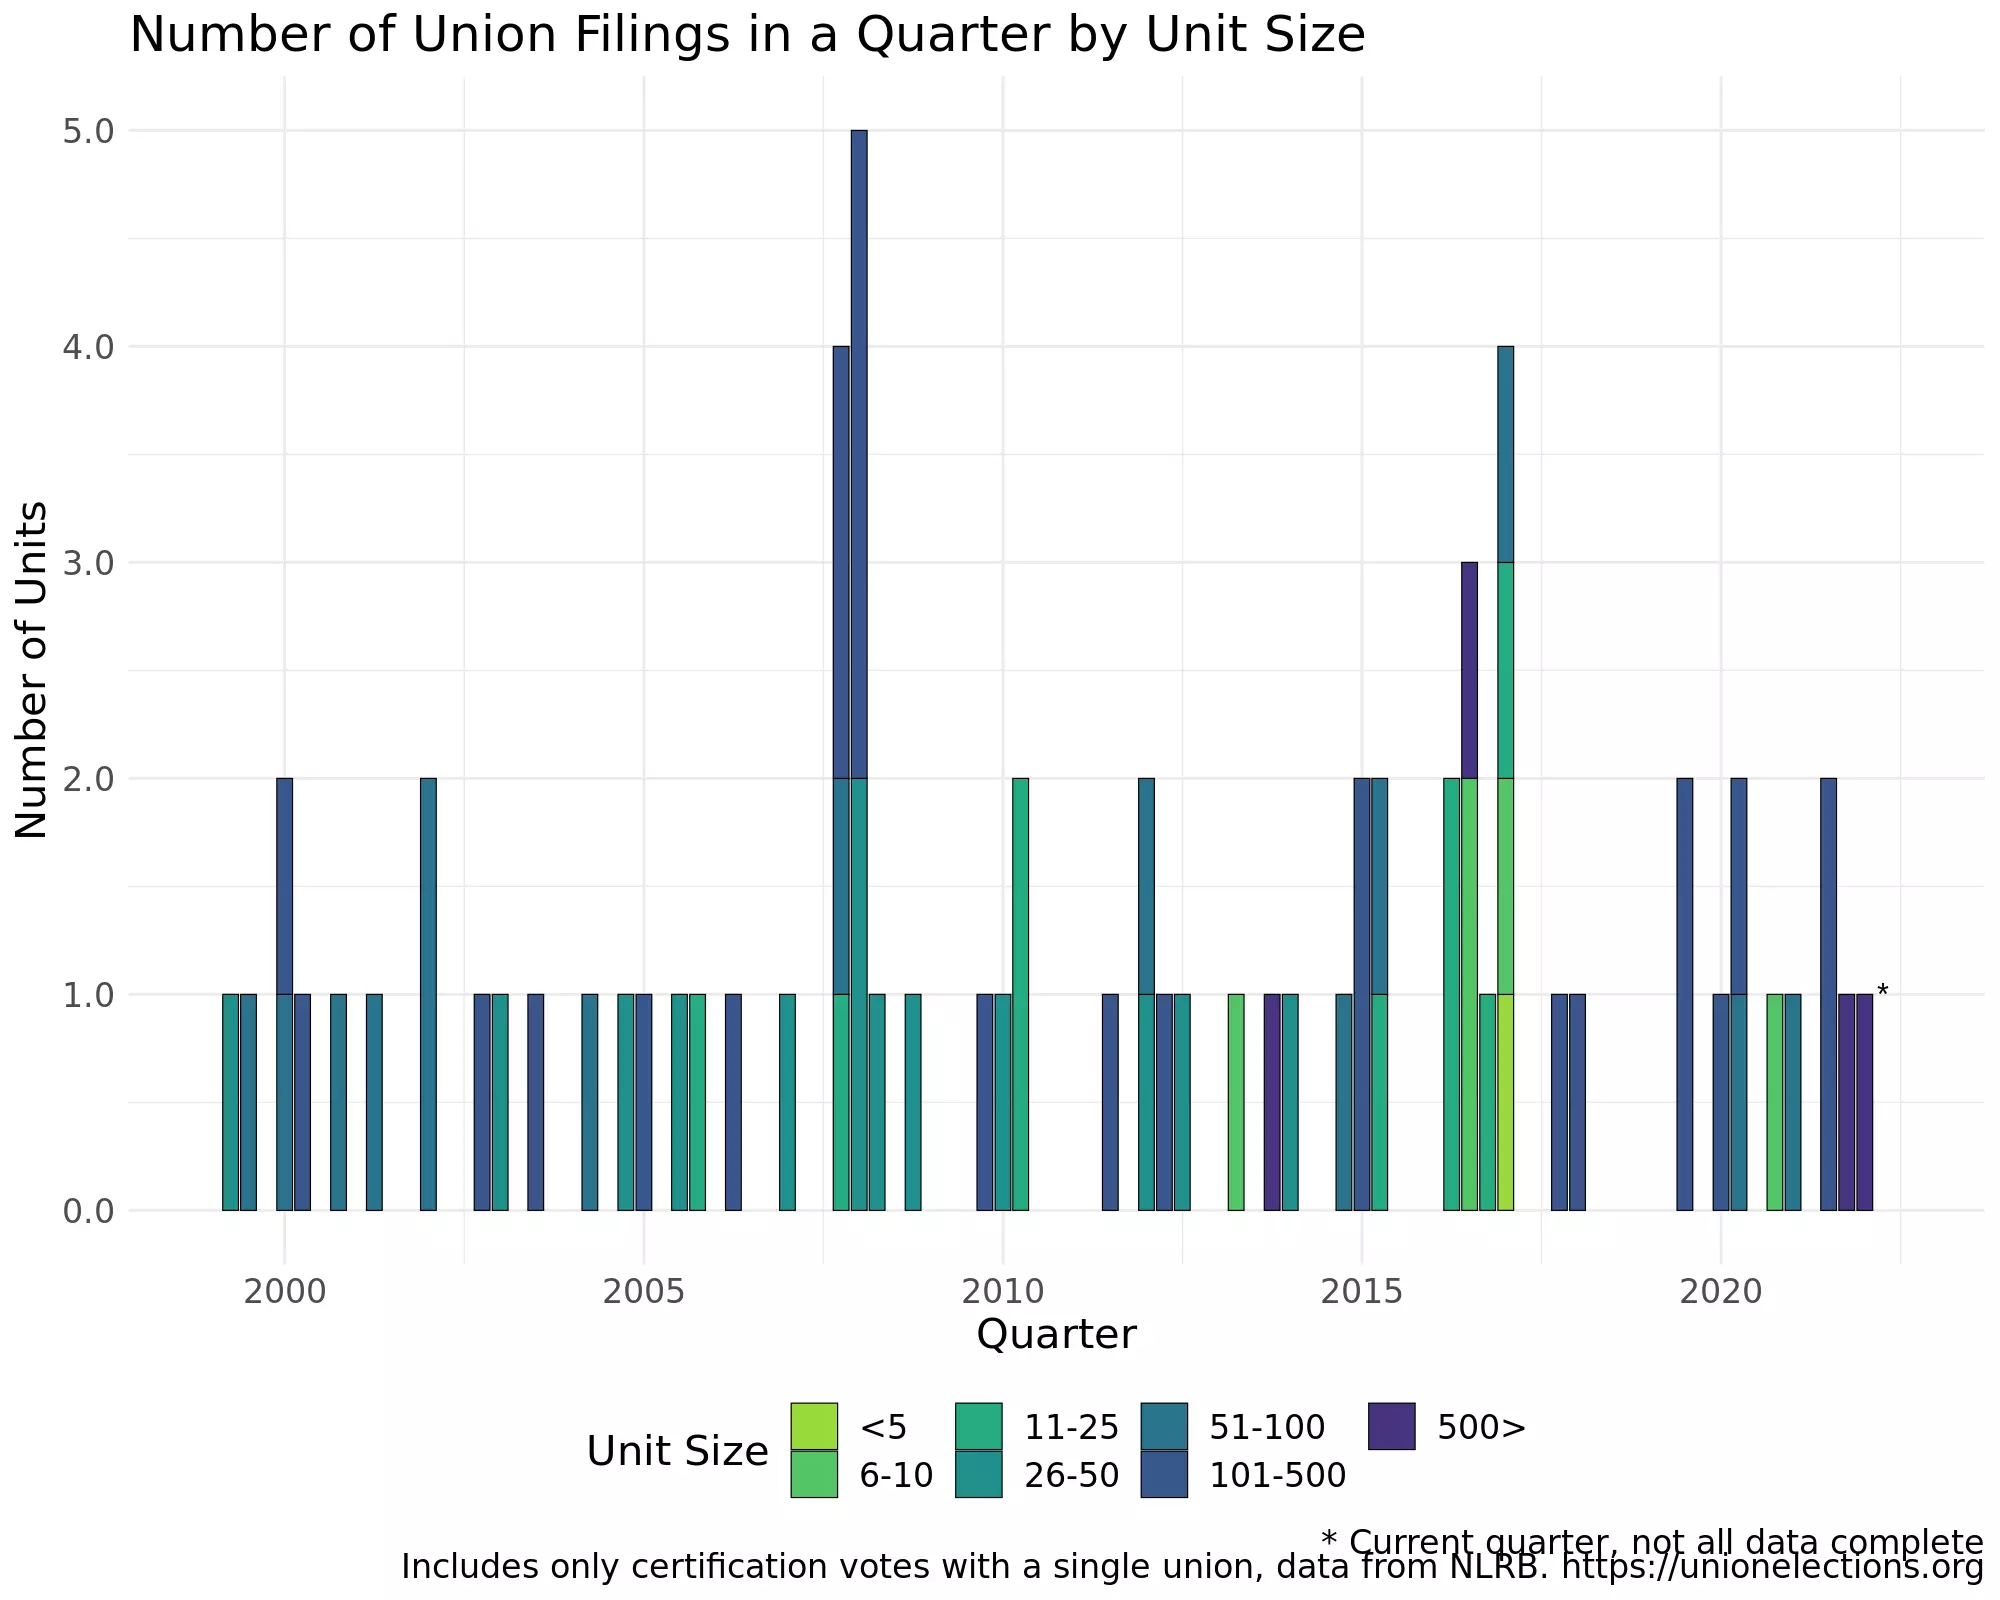 Number of Union Filings in a Quarter by Unit Size
5.0
4.0
3.0
2.0
1.0
0.0
Number of Units
*
2000 2005 2010 2015 2020
Quarter
Unit Size
<5 11-25 51-100 500>
6-10 26-50 101-500
* Current quarter, not all data complete
Includes only certification votes with a single union, data from NLRB. https://unionelections.org